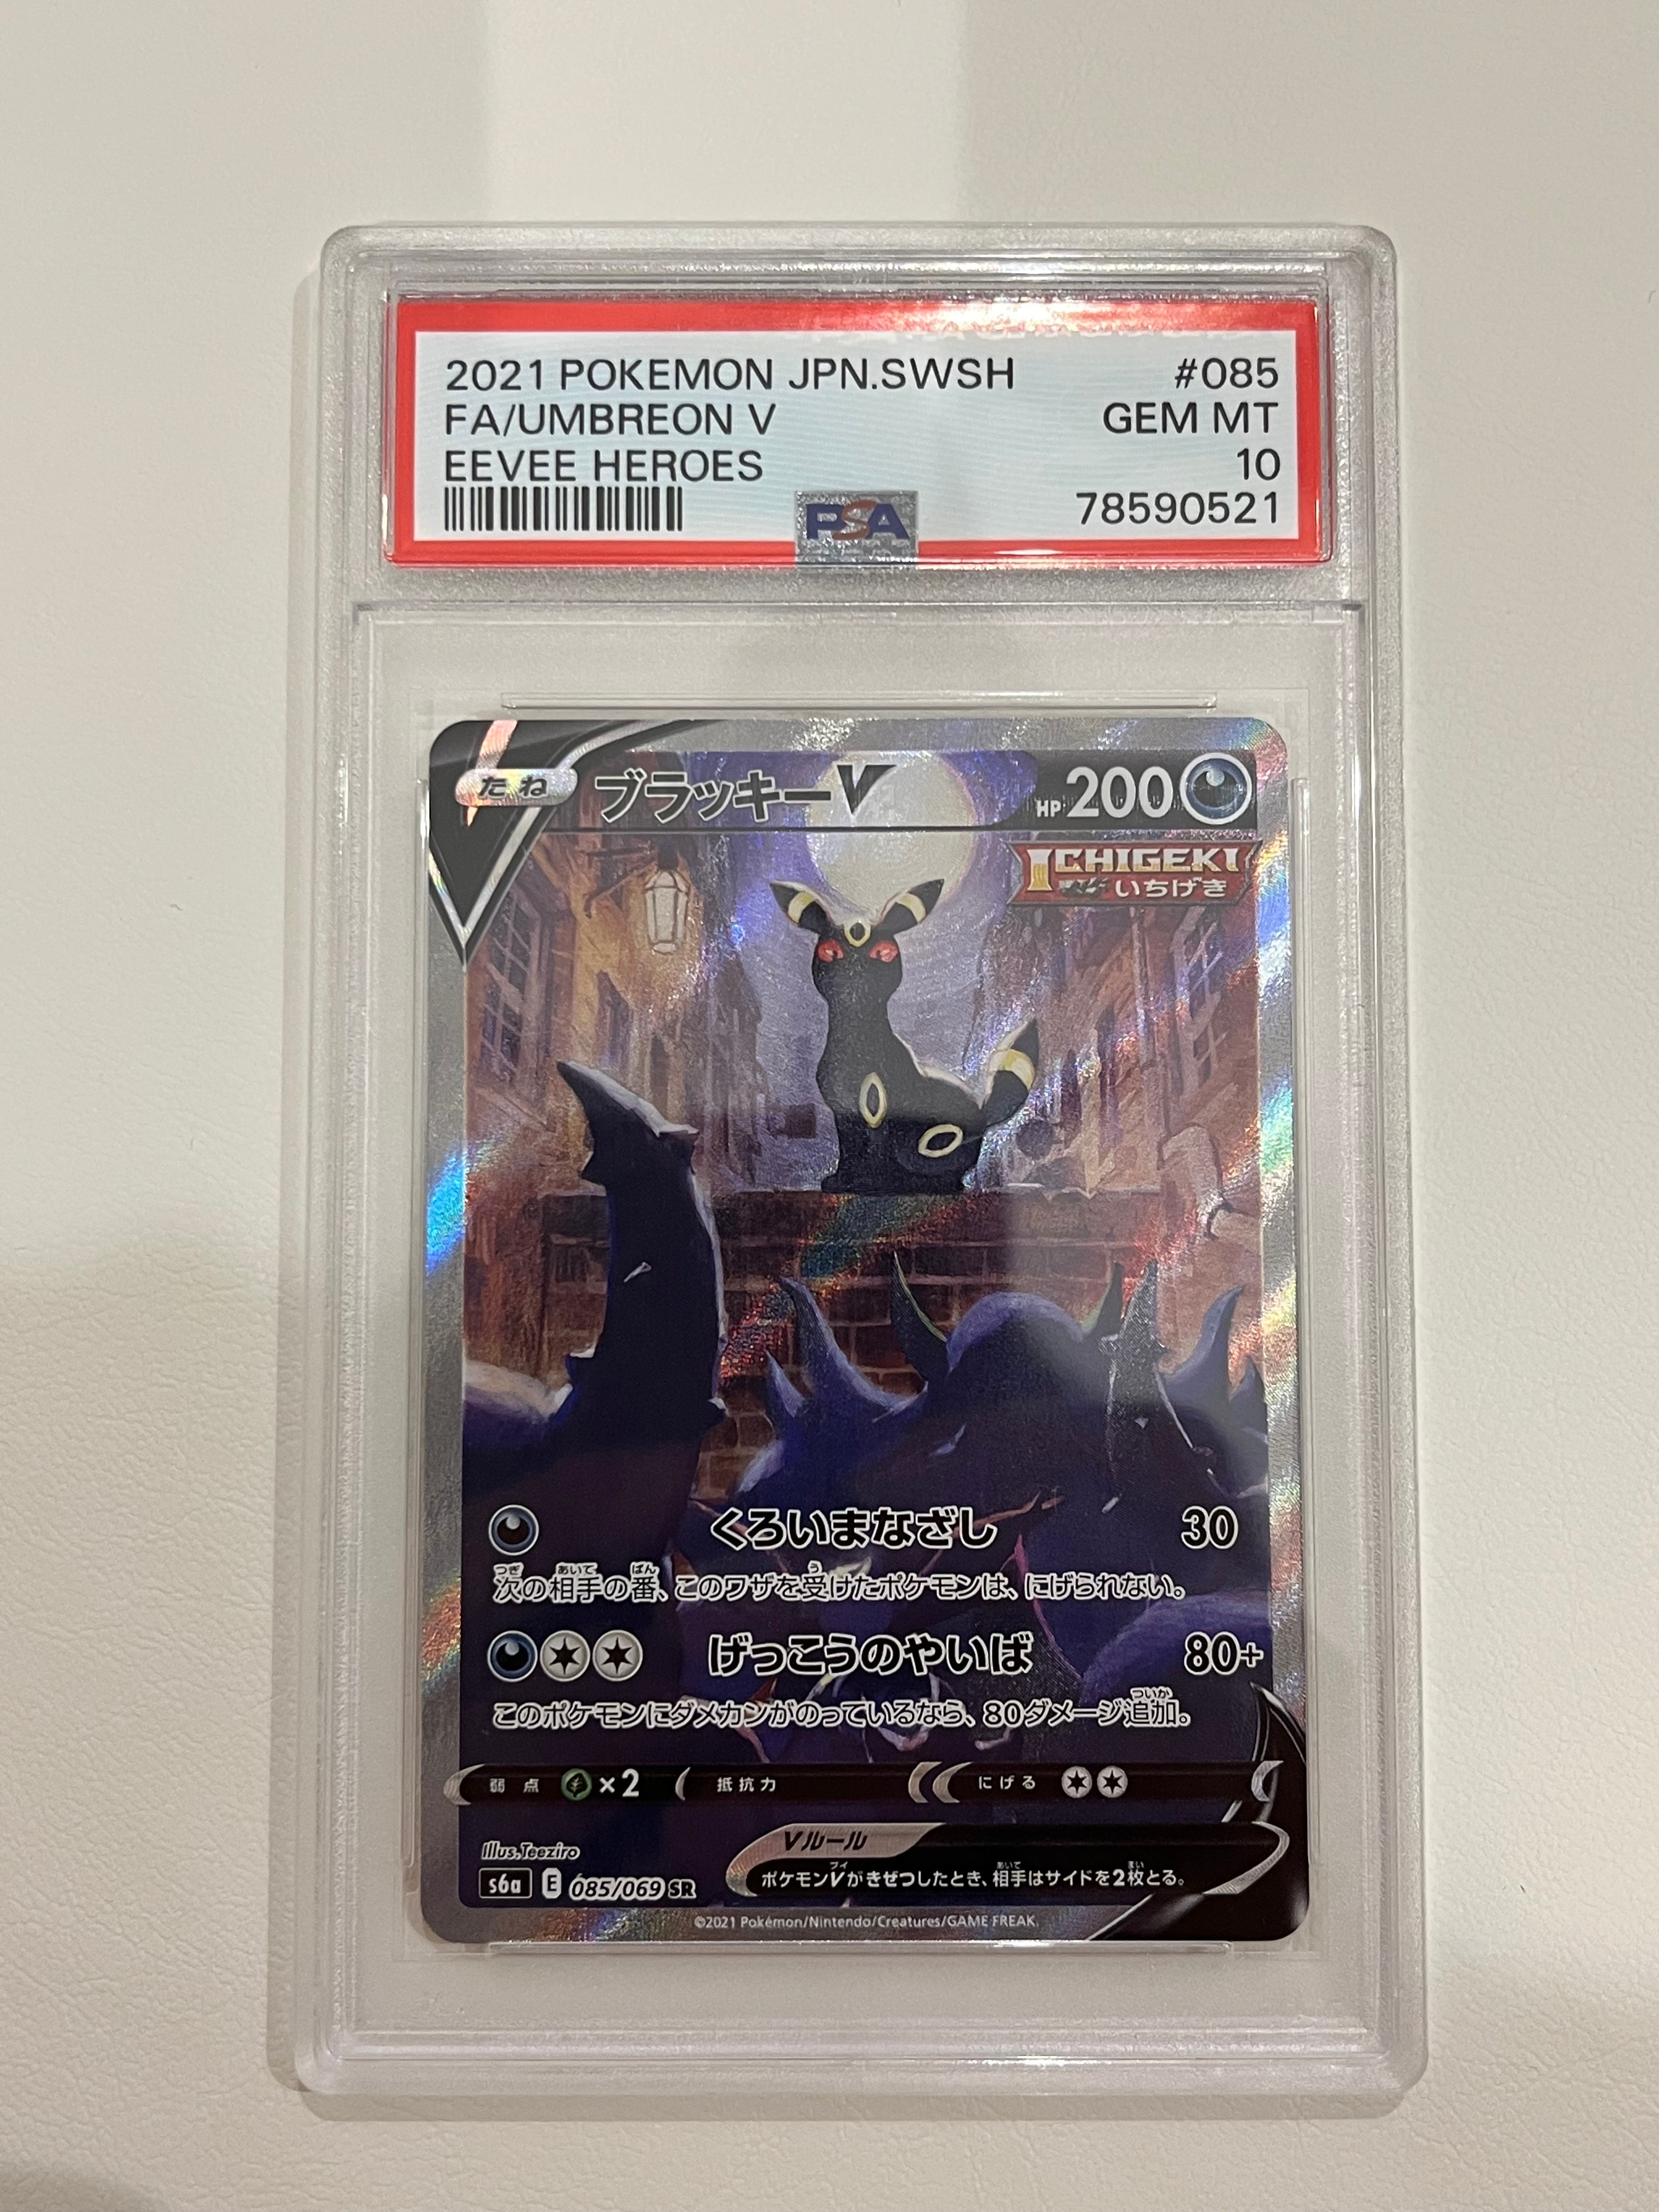 2021 POKEMON JPN.SWSH #085
FA/UMBREON V GEM MT
EEVEE HEROES 10
PSA 78590521
たね ブラッキーV HP 200
ICHIGEKI
いちげき
くろいまなざし 30
次の相手の番、このワザを受けたポケモンは、にげられない。
げっこうのやいば 80+
このポケモンにダメカンがのっているなら、80ダメージ追加。
弱点 ×2 抵抗力 にげる
Illus.Teeziro
Vルール
ポケモンVがきぜつしたとき、相手はサイドを2枚とる。
s6a E 085/069 SR
©2021 Pokémon/Nintendo/Creatures/GAME FREAK.